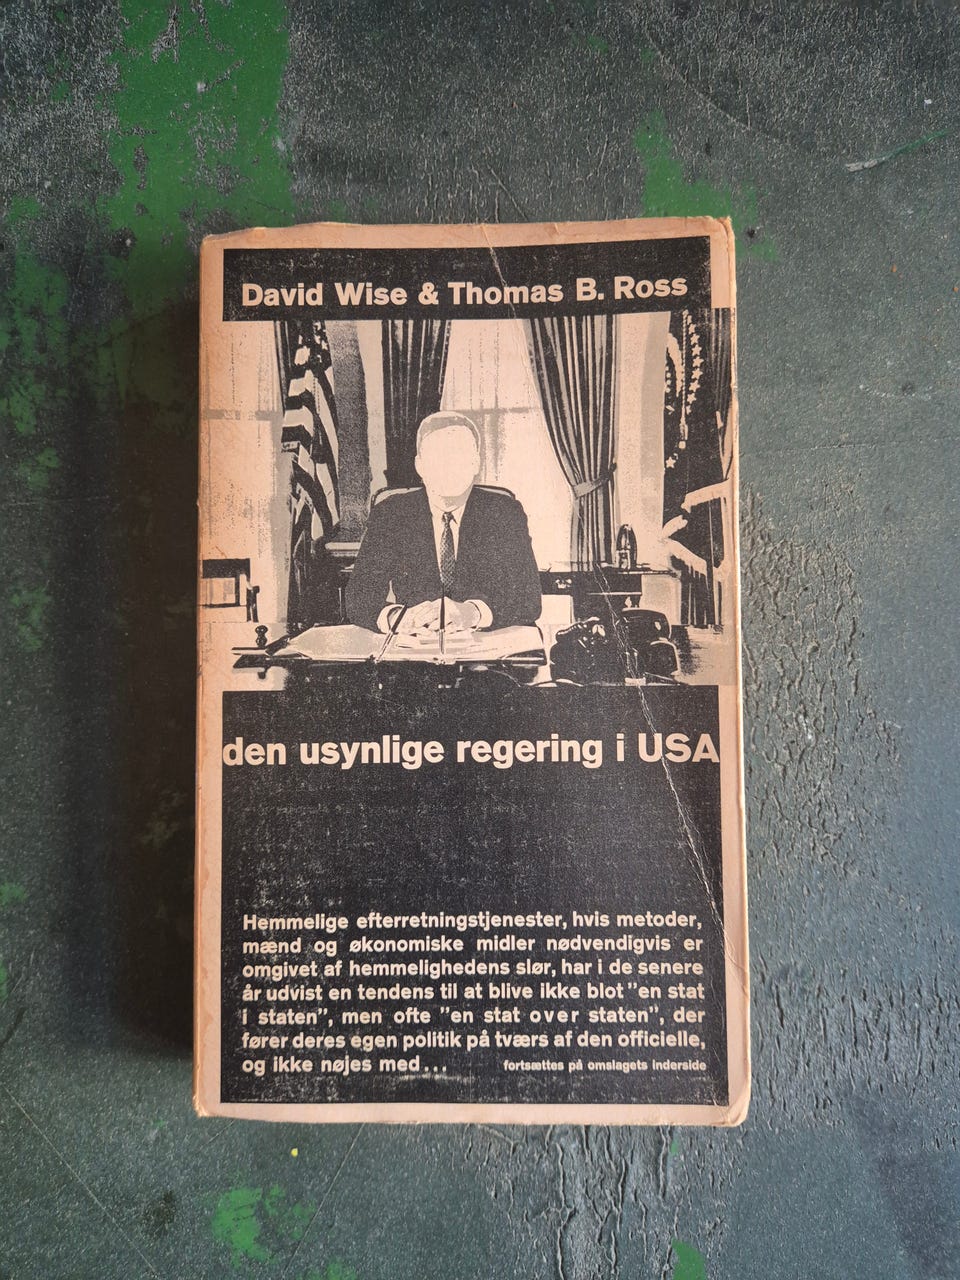 David Wise & Thomas B. Ross
den usynlige regering i USA
Hemmelige efterretningstjenester, hvis metoder,
mænd og økonomiske midler nødvendigvis er
omgivet af hemmelighedens slør, har i de senere
år udvist en tendens til at blive ikke blot "en stat
i staten", men ofte "en stat over staten", der
fører deres egen politik på tværs af den officielle,
og ikke nøjes med...
fortsættes på omslagets inderside